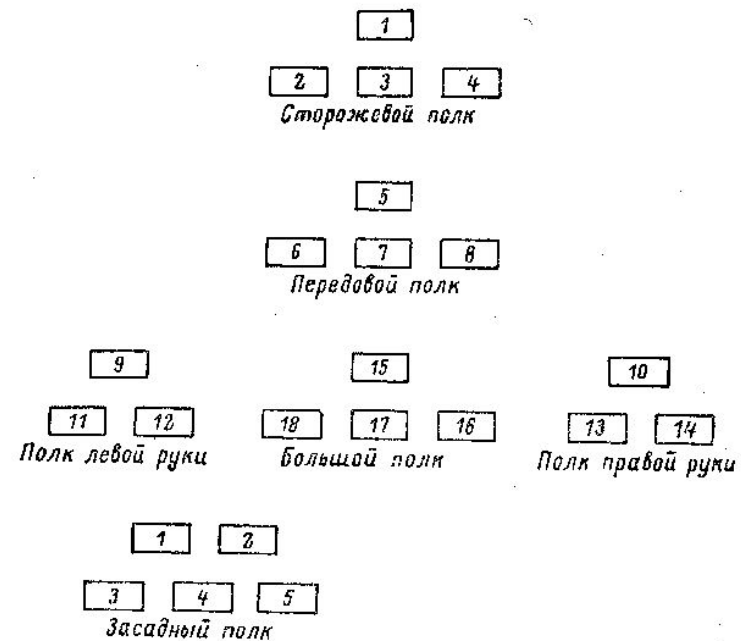 1
2 3 4
Сторожевой полк
5
6 7 8
Передовой полк
9 15 10
11 12 18 17 16 13 14
Полк левой руки Большой полк Полк правой руки
1 2
3 4 5
Засадный полк